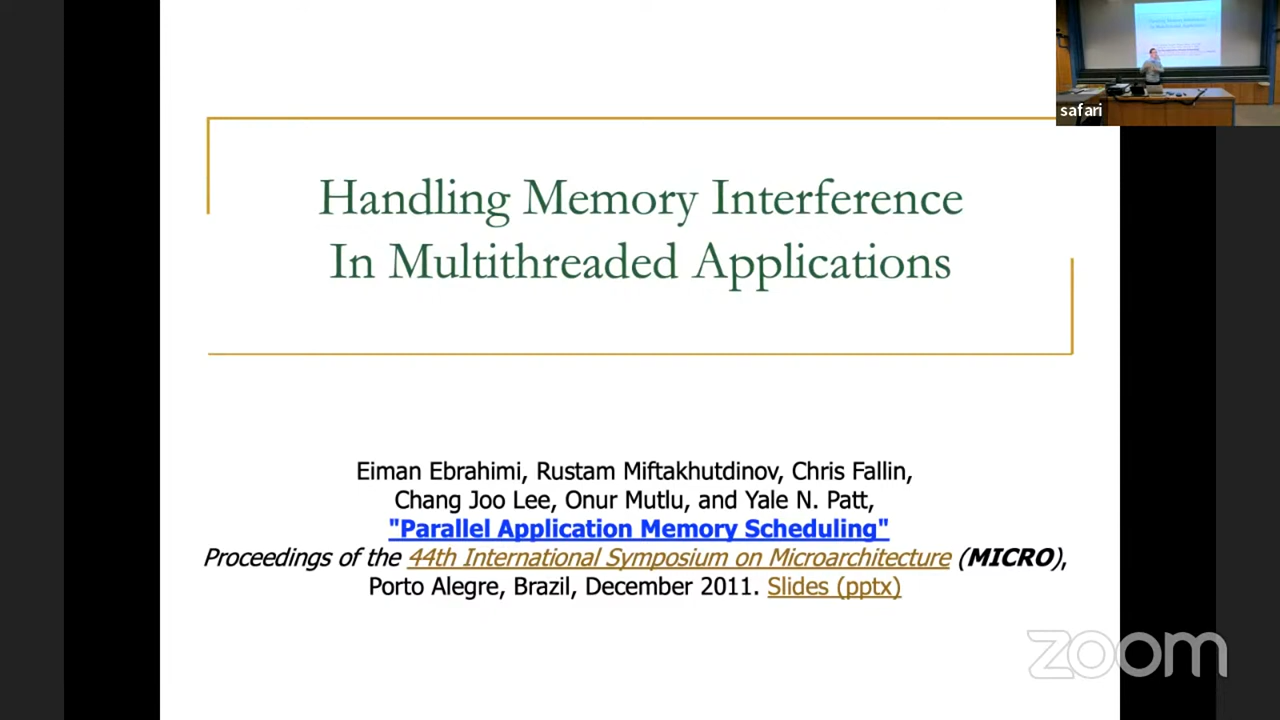 safari
Handling Memory Interference
In Multithreaded Applications
Eiman Ebrahimi, Rustam Miftakhutdinov, Chris Fallin,
Chang Joo Lee, Onur Mutlu, and Yale N. Patt,
"Parallel Application Memory Scheduling"
Proceedings of the 44th International Symposium on Microarchitecture (MICRO),
Porto Alegre, Brazil, December 2011. Slides (pptx)
zoom